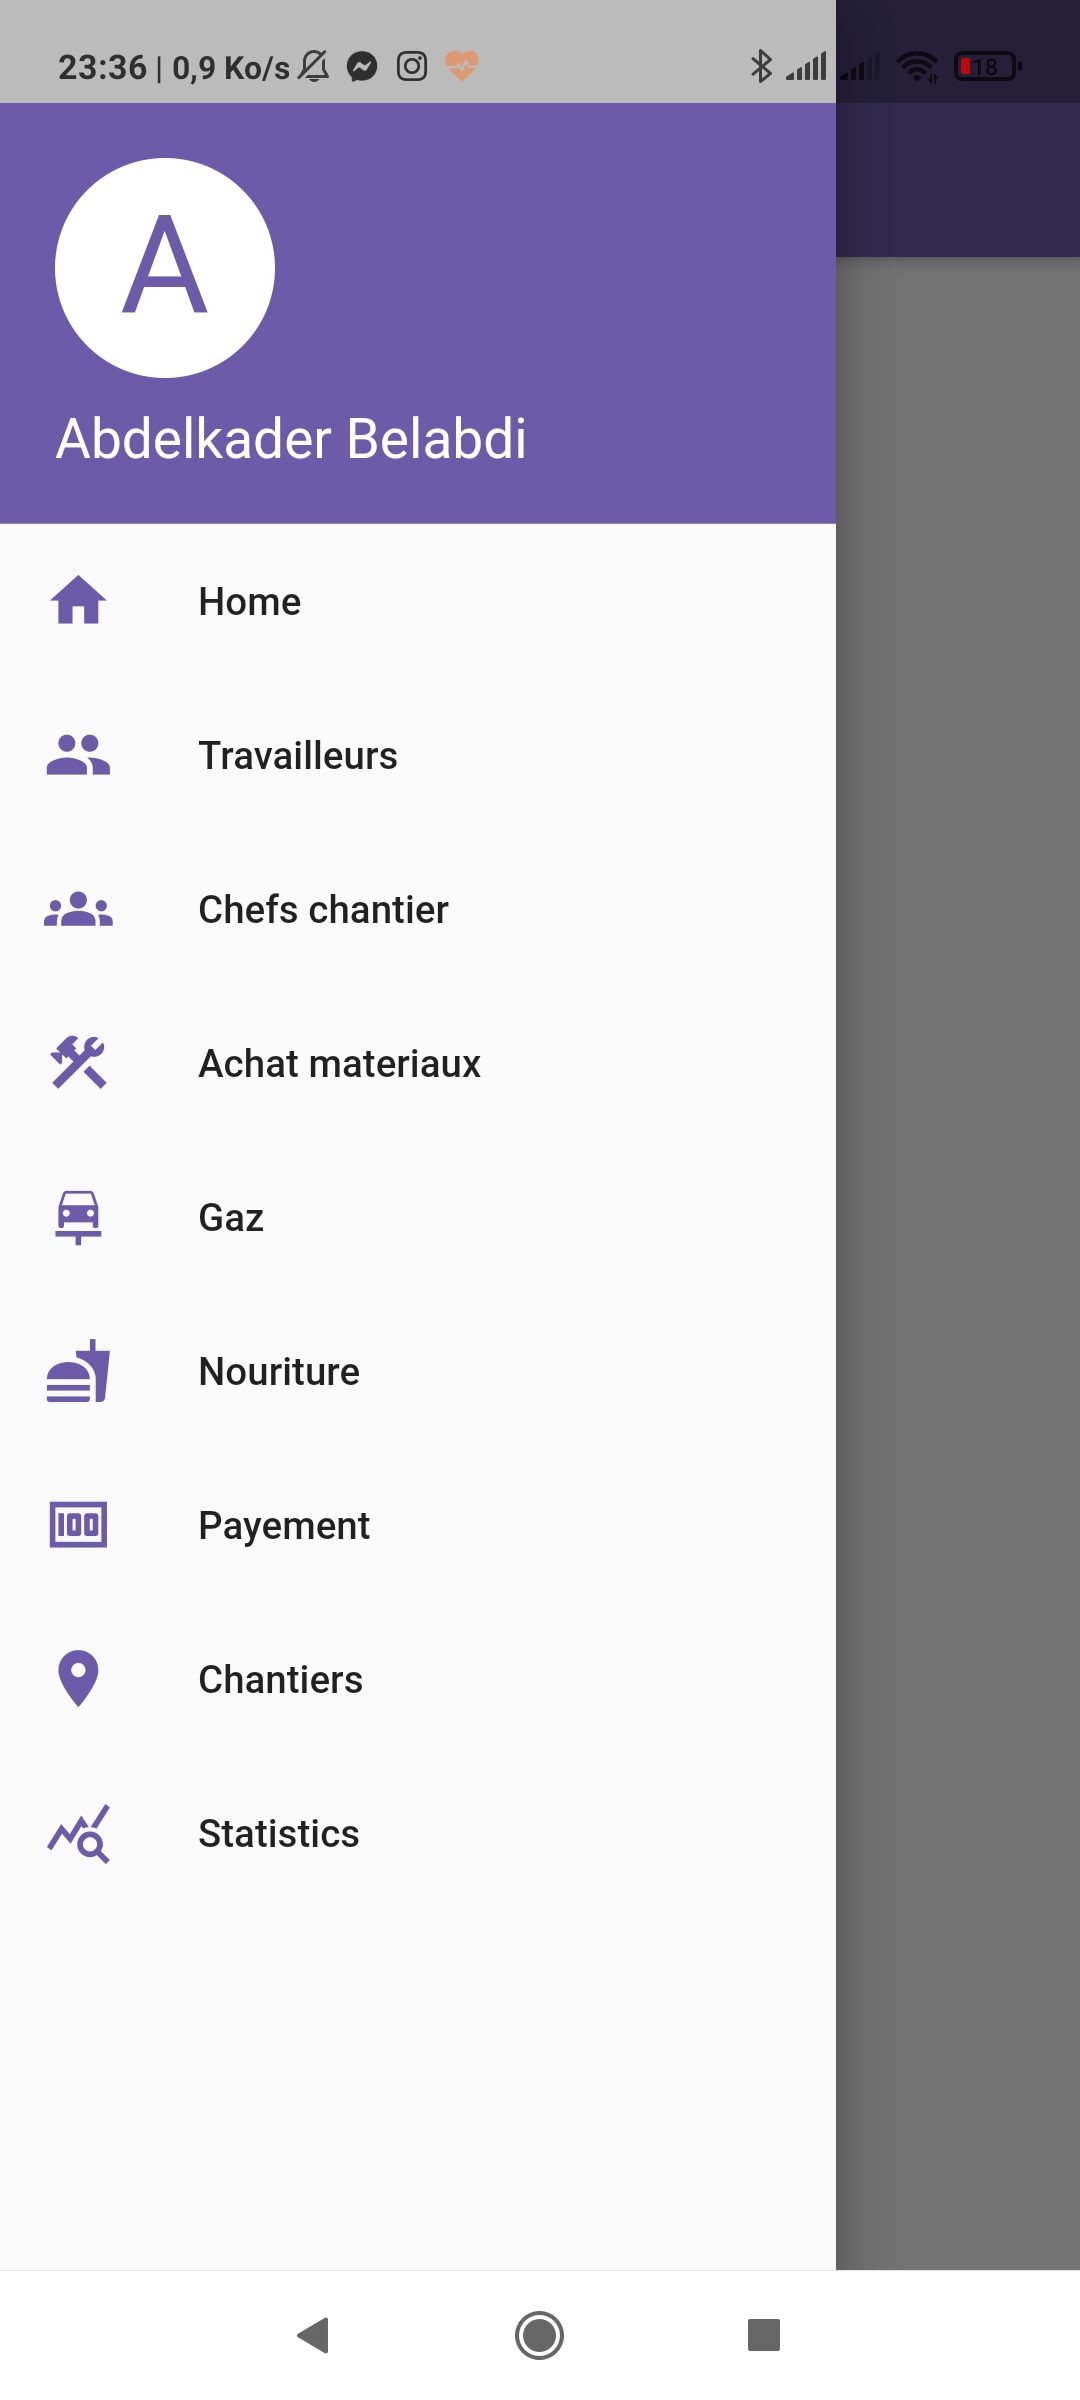 23:36 | 0,9 Ko/s
18
A
Abdelkader Belabdi
Home
Travailleurs
Chefs chantier
Achat materiaux
Gaz
Nouriture
100
Payement
Chantiers
Statistics